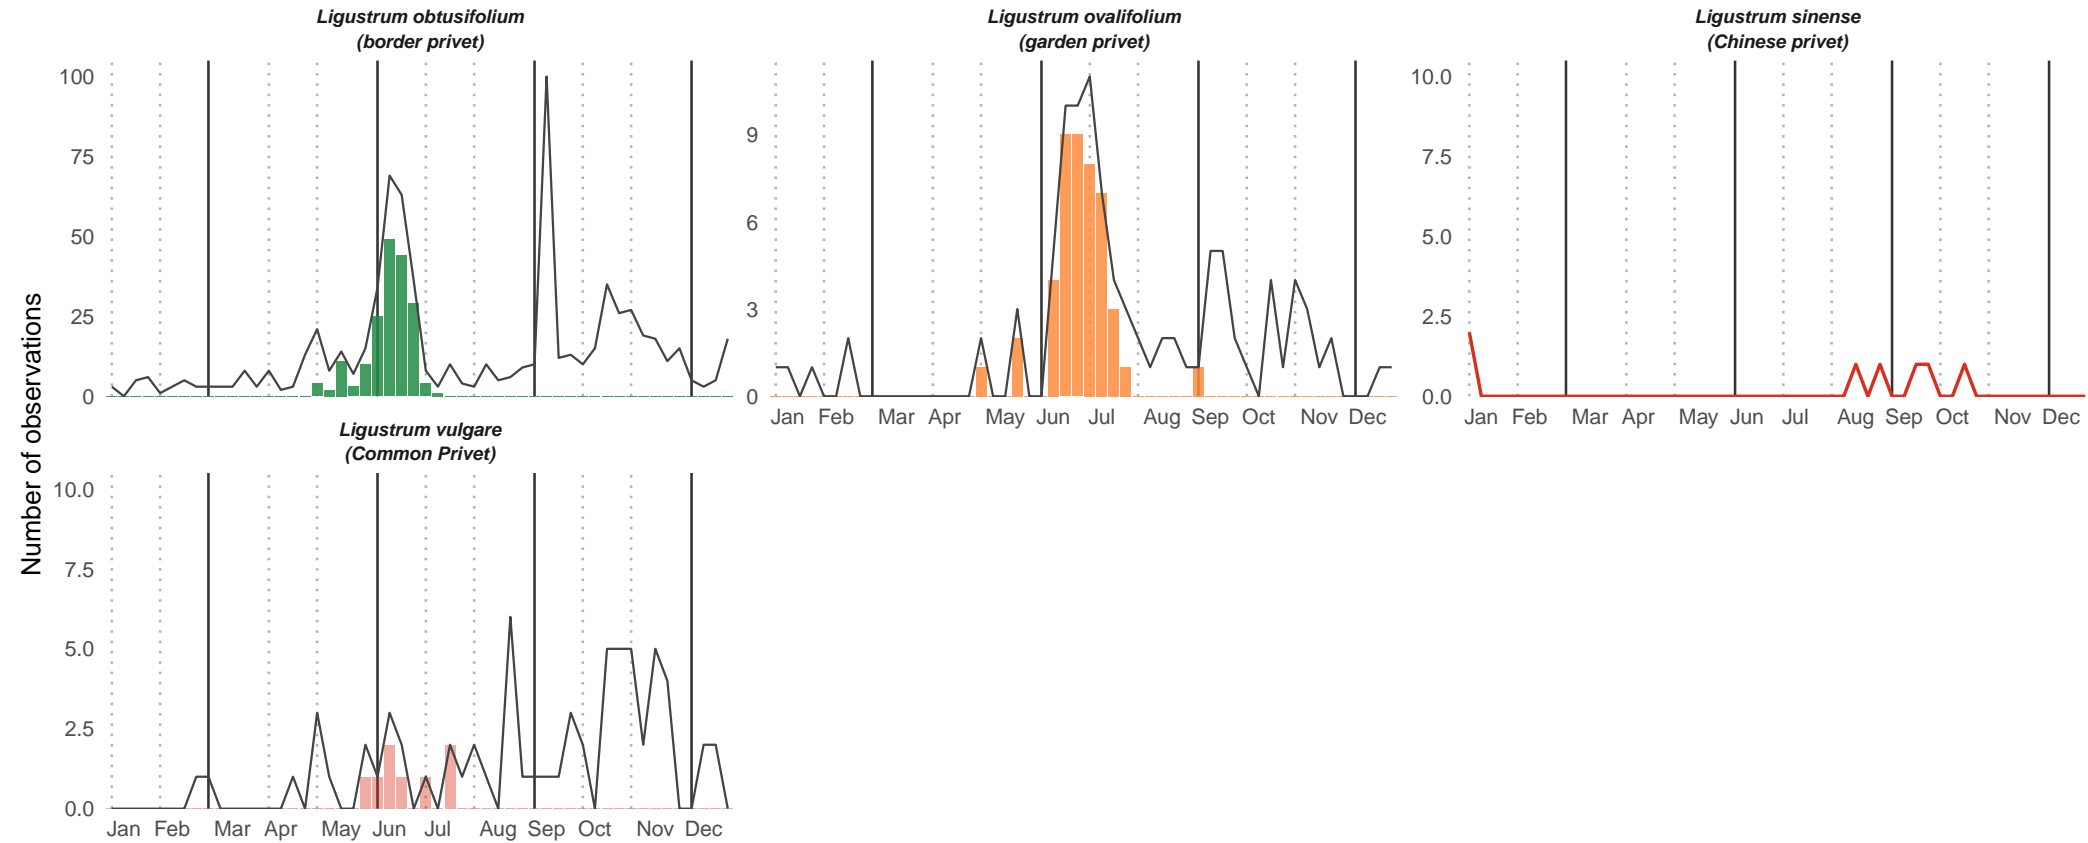 Ligustrum obtusifolium
(border privet)
Ligustrum ovalifolium
(garden privet)
Ligustrum sinense
(Chinese privet)
100
75
50
25
0
9
6
3
0
10.0
7.5
5.0
2.5
0.0
Jan Feb Mar Apr May Jun Jul Aug Sep Oct Nov Dec
Jan Feb Mar Apr May Jun Jul Aug Sep Oct Nov Dec
Number of observations
Ligustrum vulgare
(Common Privet)
10.0
7.5
5.0
2.5
0.0
Jan Feb Mar Apr May Jun Jul Aug Sep Oct Nov Dec